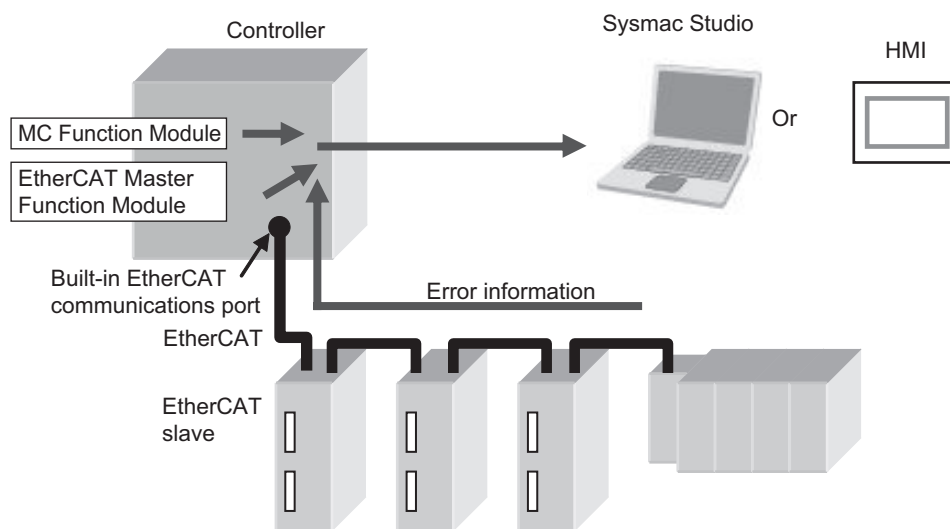 Controller
Sysmac Studio
HMI
MC Function Module
Or
EtherCAT Master
Function Module
Built-in EtherCAT
communications port
Error information
EtherCAT
EtherCAT
slave